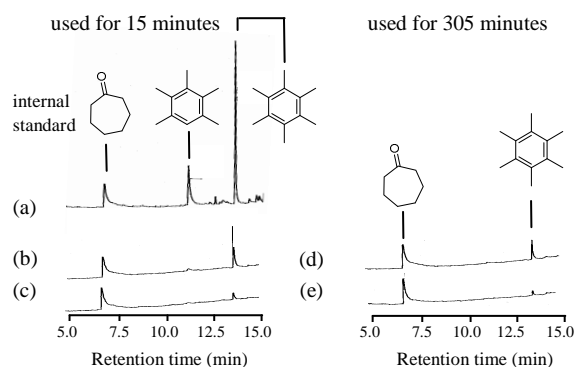 used for 15 minutes
used for 305 minutes
internal
standard
O
O
(a)
(b)
(c)
(d)
(e)
5.0 7.5 10.0 12.5 15.0
Retention time (min)
5.0 7.5 10.0 12.5 15.0
Retention time (min)